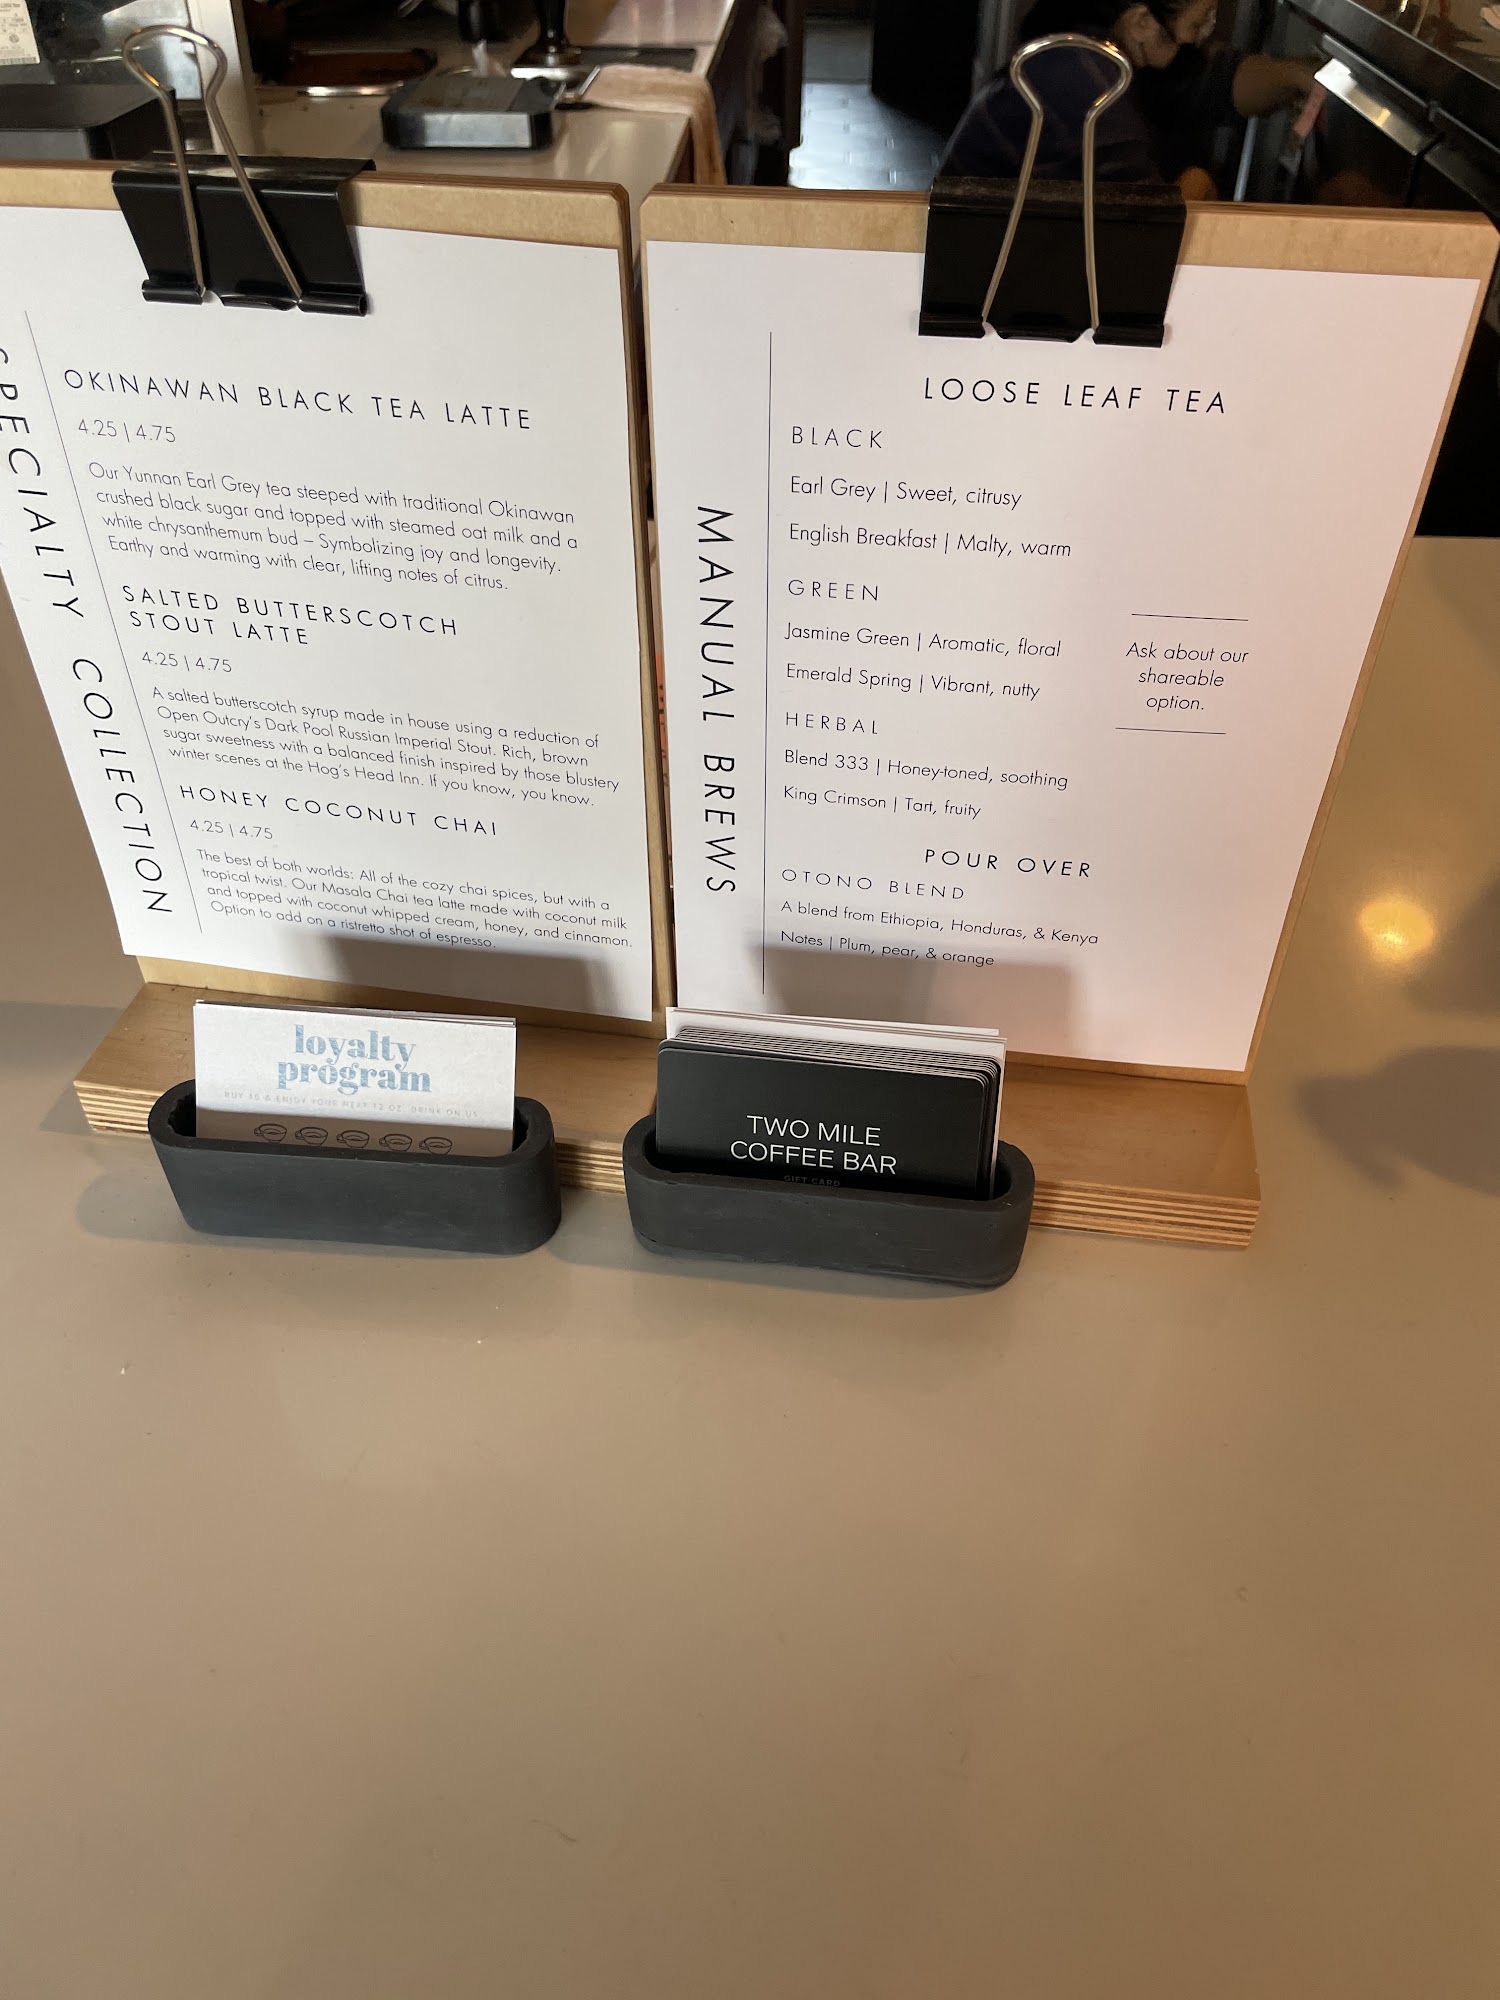 SPECIALTY COLLECTION
OKINAWAN BLACK TEA LATTE
4.25 | 4.75
Our Yunnan Earl Grey tea steeped with traditional Okinawan
crushed black sugar and topped with steamed oat milk and a
white chrysanthemum bud – Symbolizing joy and longevity.
Earthy and warming with clear, lifting notes of citrus.
SALTED BUTTERSCOTCH
STOUT LATTE
4.25 | 4.75
A salted butterscotch syrup made in house using a reduction of
Open Outcry's Dark Pool Russian Imperial Stout. Rich, brown
sugar sweetness with a balanced finish inspired by those blustery
winter scenes at the Hog's Head Inn. If you know, you know.
HONEY COCONUT CHAI
4.25 | 4.75
The best of both worlds: All of the cozy chai spices, but with a
tropical twist. Our Masala Chai tea latte made with coconut milk
and topped with coconut whipped cream, honey, and cinnamon.
Option to add on a ristretto shot of espresso.
MANUAL BREWS
LOOSE LEAF TEA
BLACK
Earl Grey | Sweet, citrusy
English Breakfast | Malty, warm
GREEN
Jasmine Green | Aromatic, floral
Emerald Spring | Vibrant, nutty
HERBAL
Blend 333 | Honey-toned, soothing
King Crimson | Tart, fruity
Ask about our
shareable
option.
POUR OVER
OTONO BLEND
A blend from Ethiopia, Honduras, & Kenya
Notes | Plum, pear, & orange
loyalty
program
BUY 10 & ENJOY YOUR NEXT 12 OZ. DRINK ON US
TWO MILE
COFFEE BAR
GIFT CARD